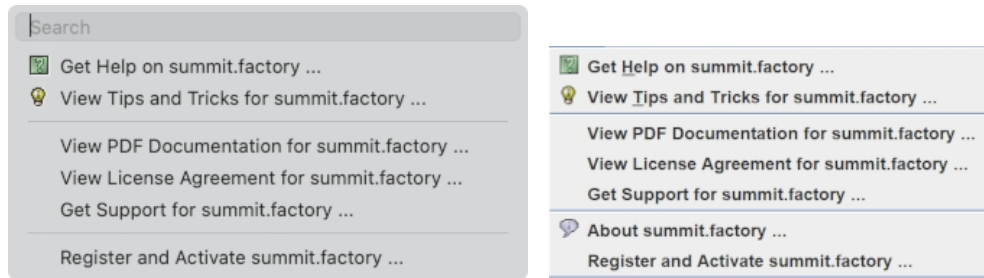 Search
Get Help on summit.factory ...
View Tips and Tricks for summit.factory ...
View PDF Documentation for summit.factory ...
View License Agreement for summit.factory ...
Get Support for summit.factory ...
Register and Activate summit.factory ...
Get Help on summit.factory ...
View Tips and Tricks for summit.factory ...
View PDF Documentation for summit.factory ...
View License Agreement for summit.factory ...
Get Support for summit.factory ...
About summit.factory ...
Register and Activate summit.factory ...